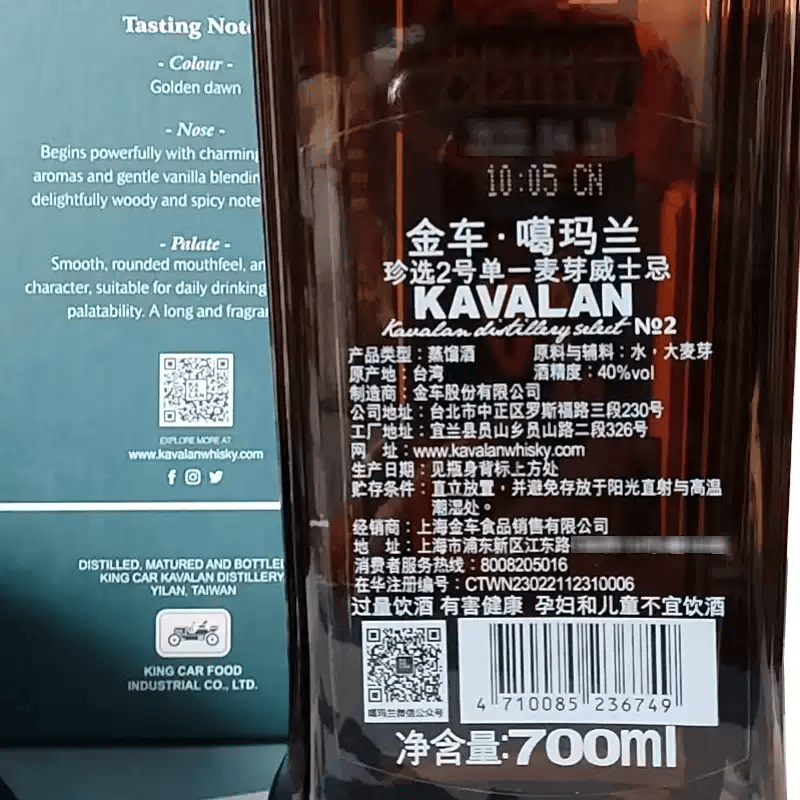 Tasting Note
- Colour -
Golden dawn
- Nose -
Begins powerfully with charming
aromas and gentle vanilla blending
delightfully woody and spicy note
- Palate -
Smooth, rounded mouthfeel, an
character, suitable for daily drinking
palatability. A long and fragra
EXPLORE MORE AT
www.kavalanwhisky.com
DISTILLED, MATURED AND BOTTLE
KING CAR KAVALAN DISTILLERY
YILAN, TAIWAN
KING CAR FOOD
INDUSTRIAL CO., LTD.
WHISKY
10:05 CN
金车·噶玛兰
珍选2号单一麦芽威士忌
KAVALAN
Kavalan distillery select №2
产品类型：蒸馏酒 原料与辅料：水，大麦芽
原产地：台湾 酒精度：40%vol
制造商：金车股份有限公司
公司地址：台北市中正区罗斯福路三段230号
工厂地址：宜兰县员山乡员山路二段326号
网 址：www.kavalanwhisky.com
生产日期：见瓶身背标上方处
贮存条件：直立放置，并避免存放于阳光直射与高温
潮湿处。
经销商：上海金车食品销售有限公司
地 址：上海市浦东新区江东路
消费者服务热线：8008205016
在华注册编号：CTWN23022112310006
过量饮酒 有害健康 孕妇和儿童不宜饮酒
噶玛兰微信公众号
4 710085 236749
净含量:700ml